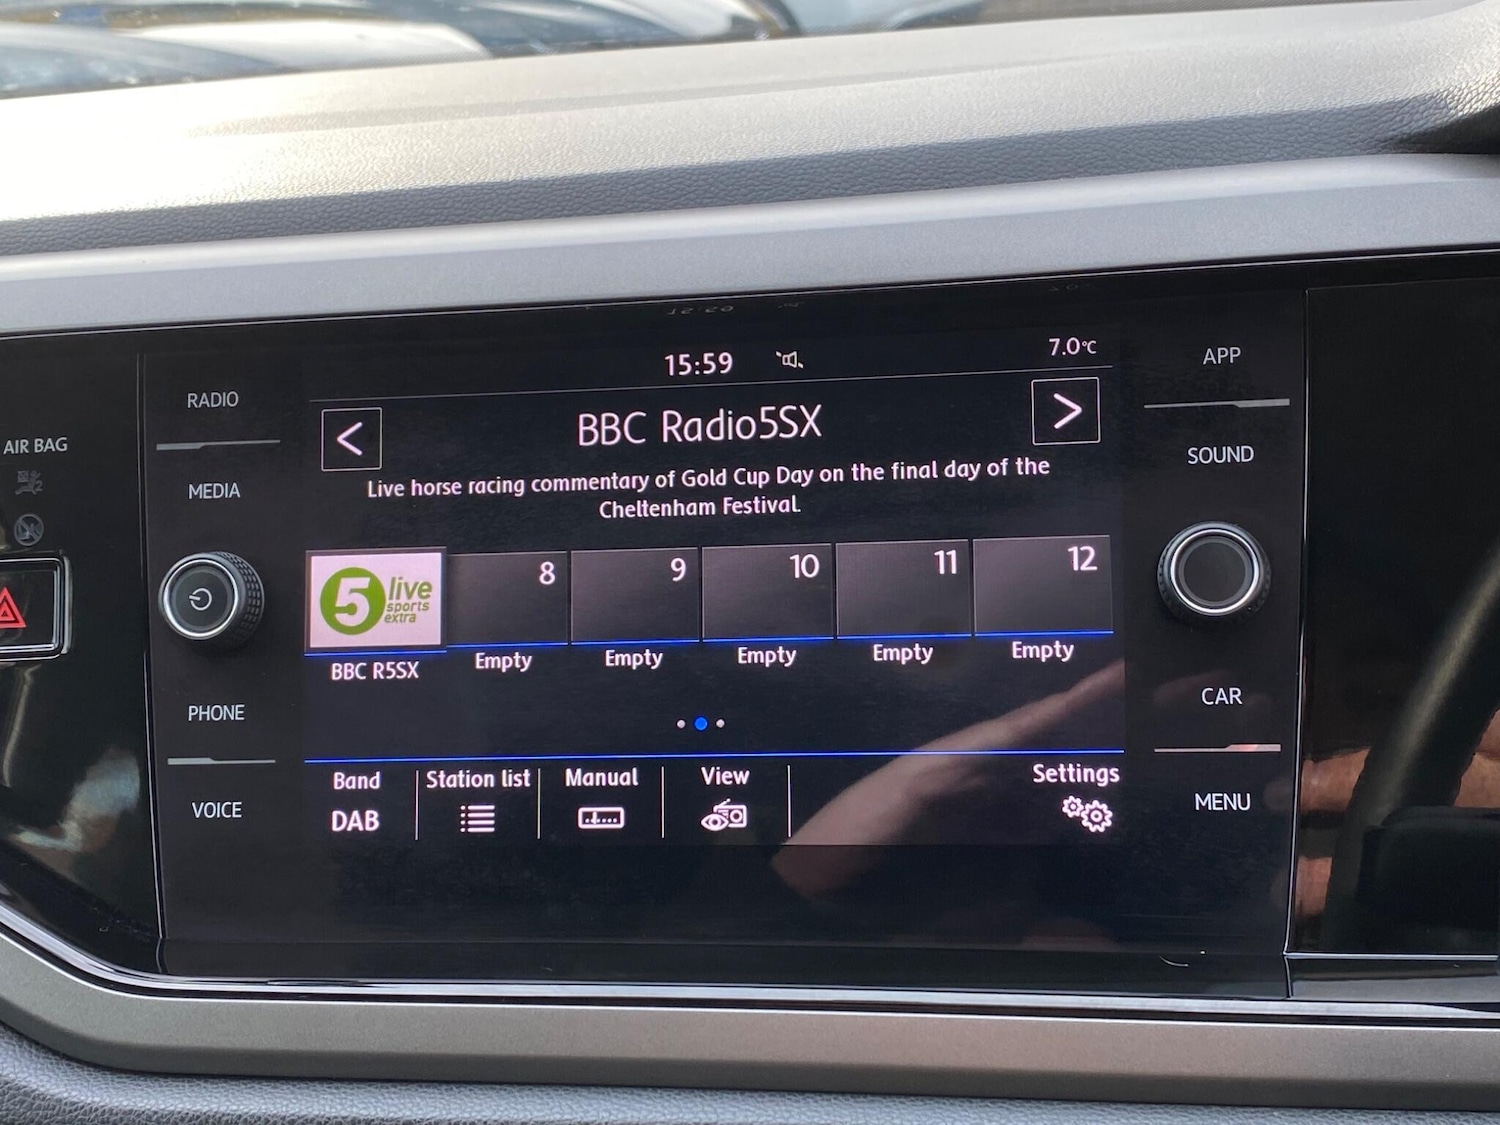 15:59
7.0°C
APP
RADIO
<
BBC Radio5SX
>
AIR BAG
SOUND
MEDIA
Live horse racing commentary of Gold Cup Day on the final day of the
Cheltenham Festival.
5 live
sports
extra
8
9
10
11
12
BBC R5SX
Empty
Empty
Empty
Empty
Empty
PHONE
CAR
Band
Station list
Manual
View
Settings
DAB
VOICE
MENU